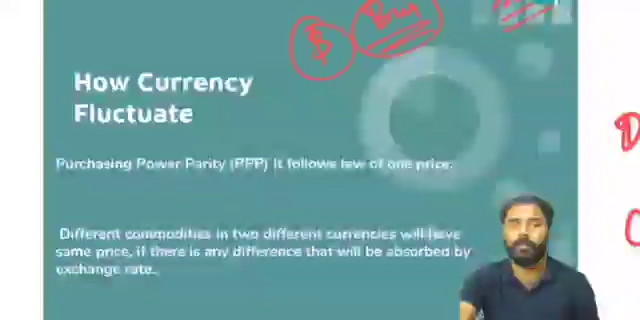 $ Buy
How Currency
Fluctuate
Purchasing Power Parity (PPP) It follows law of one price.
Different commodities in two different currencies will have
same price, if there is any difference that will be absorbed by
exchange rate.